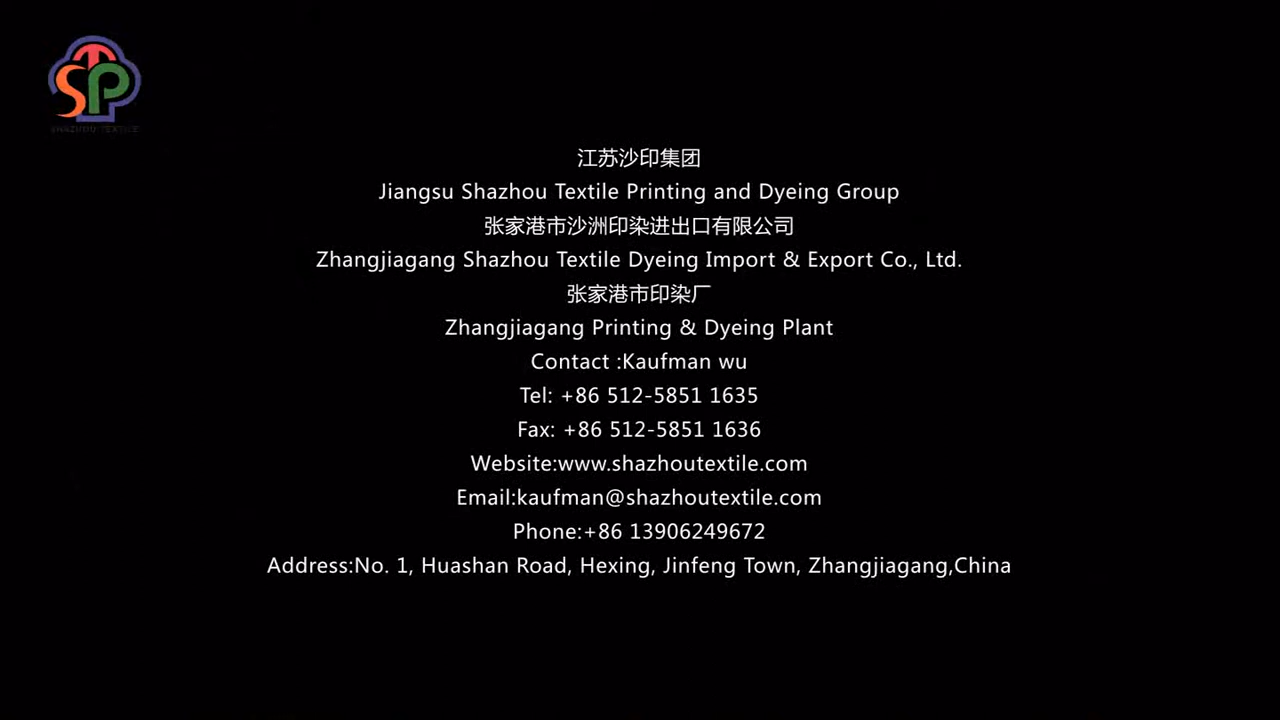 STP
SHAZHOU TEXTILE
江苏沙印集团
Jiangsu Shazhou Textile Printing and Dyeing Group
张家港市沙洲印染进出口有限公司
Zhangjiagang Shazhou Textile Dyeing Import & Export Co., Ltd.
张家港市印染厂
Zhangjiagang Printing & Dyeing Plant
Contact :Kaufman wu
Tel: +86 512-5851 1635
Fax: +86 512-5851 1636
Website:www.shazhoutextile.com
Email:kaufman@shazhoutextile.com
Phone:+86 13906249672
Address:No. 1, Huashan Road, Hexing, Jinfeng Town, Zhangjiagang,China